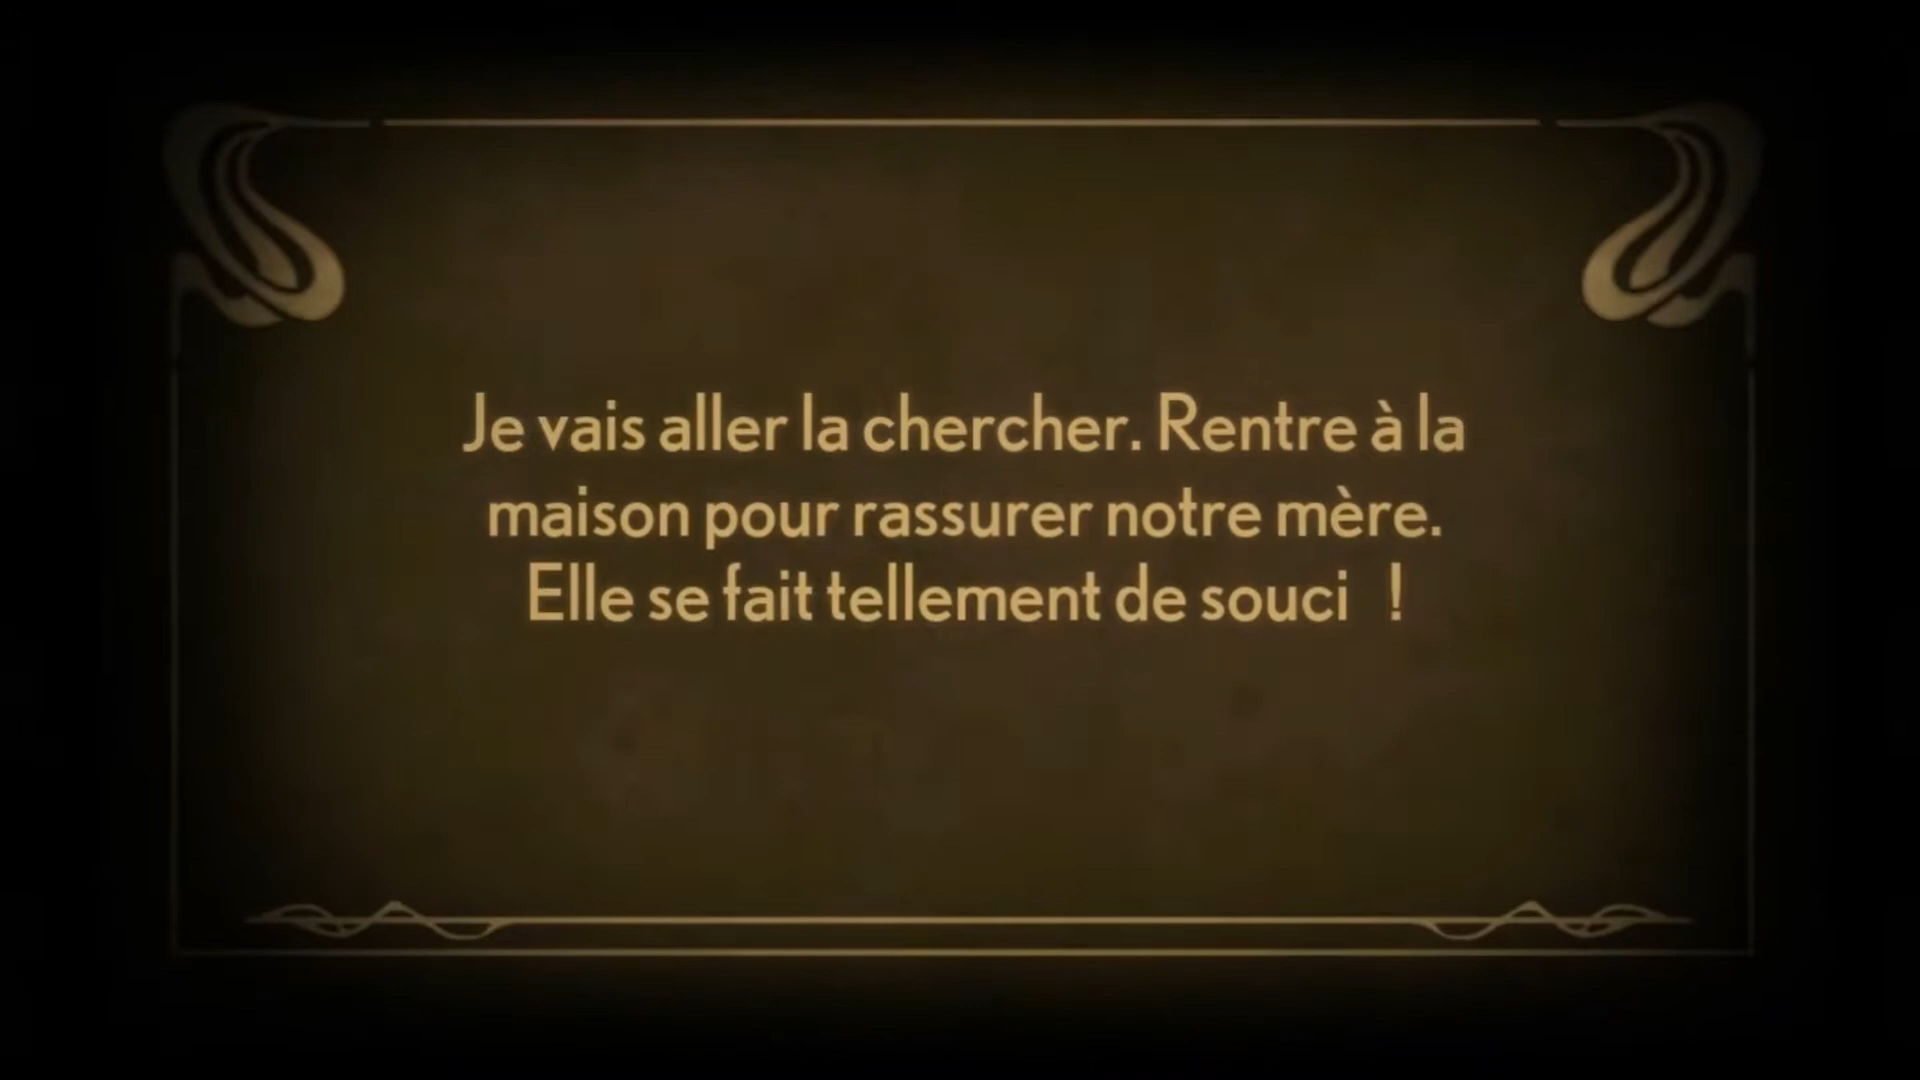 Je vais aller la chercher. Rentre à la
maison pour rassurer notre mère.
Elle se fait tellement de souci !